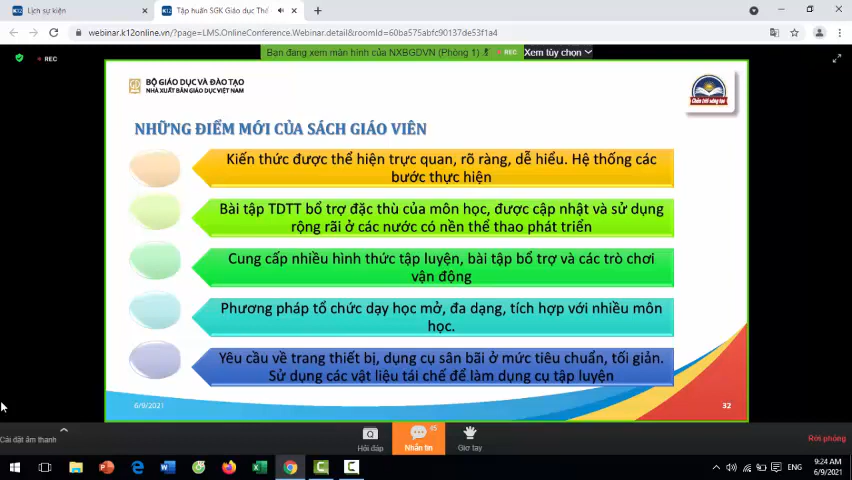 Lịch sự kiện
Tập huấn SGK Giáo dục Thể
webinar.k12online.vn/?page=LMS.OnlineConference.Webinar.detail&roomId=60ba575abfc90137de53f1a4
Bạn đang xem màn hình của NXBGDVN (Phòng 1)
REC
Xem tùy chọn
REC
BỘ GIÁO DỤC VÀ ĐÀO TẠO
NHÀ XUẤT BẢN GIÁO DỤC VIỆT NAM
Chân trời sáng tạo
NHỮNG ĐIỂM MỚI CỦA SÁCH GIÁO VIÊN
Kiến thức được thể hiện trực quan, rõ ràng, dễ hiểu. Hệ thống các
bước thực hiện
Bài tập TDTT bổ trợ đặc thù của môn học, được cập nhật và sử dụng
rộng rãi ở các nước có nền thể thao phát triển
Cung cấp nhiều hình thức tập luyện, bài tập bổ trợ và các trò chơi
vận động
Phương pháp tổ chức dạy học mở, đa dạng, tích hợp với nhiều môn
học.
Yêu cầu về trang thiết bị, dụng cụ sân bãi ở mức tiêu chuẩn, tối giản.
Sử dụng các vật liệu tái chế để làm dụng cụ tập luyện
6/9/2021
32
Cài đặt âm thanh
Hỏi đáp
45
Nhắn tin
Giơ tay
Rời phòng
ENG
9:24 AM
6/9/2021